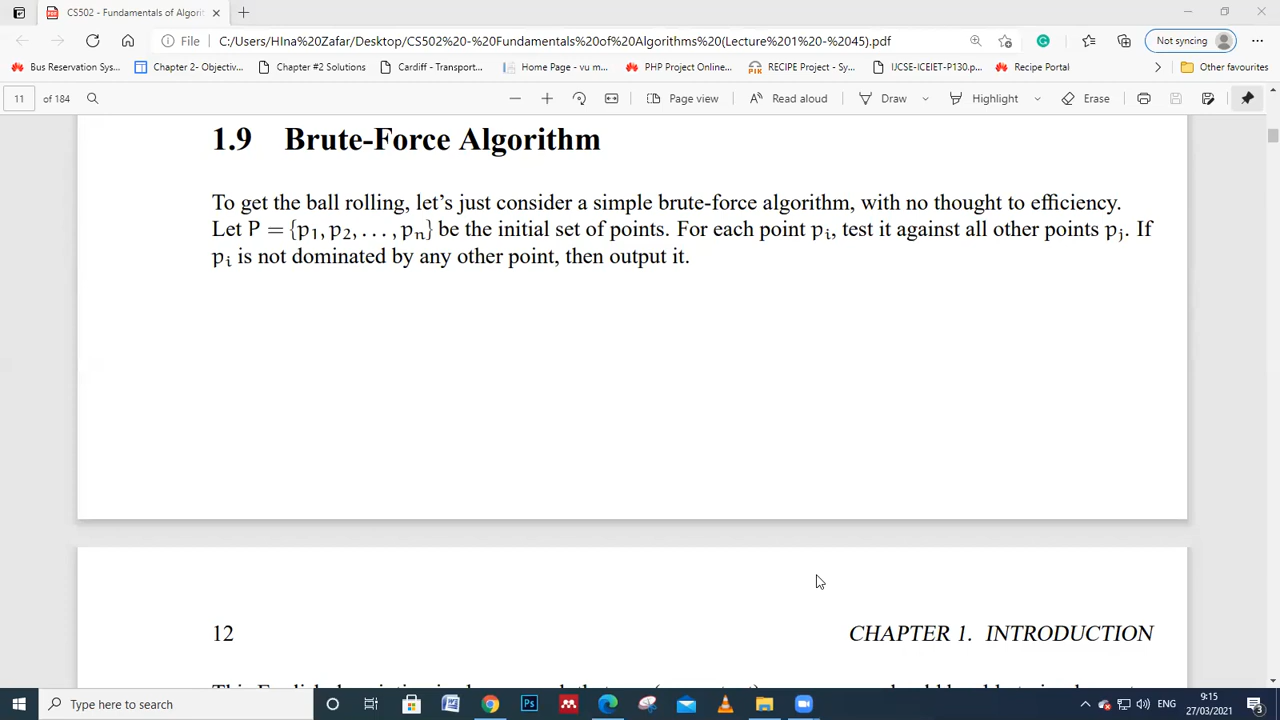 CS502 - Fundamentals of Algorit
File C:/Users/HIna%20Zafar/Desktop/CS502%20-%20Fundamentals%20of%20Algorithms%20(Lecture%201%20-%2045).pdf Not syncing
Bus Reservation Sy... Chapter 2- Objectiv... Chapter #2 Solutions Cardiff - Transport... Home Page - vu m... PHP Project Online... RECIPE Project - Sy... IJCSE-ICEIET-P130.p... Recipe Portal Other favourites
11 of 184 Page view Read aloud Draw Highlight Erase
1.9 Brute-Force Algorithm
To get the ball rolling, let's just consider a simple brute-force algorithm, with no thought to efficiency.
Let P = {p₁, p₂, . . . , pₙ} be the initial set of points. For each point pᵢ, test it against all other points pⱼ. If
pᵢ is not dominated by any other point, then output it.
12 CHAPTER 1. INTRODUCTION
Type here to search ENG 9:15
27/03/2021 3